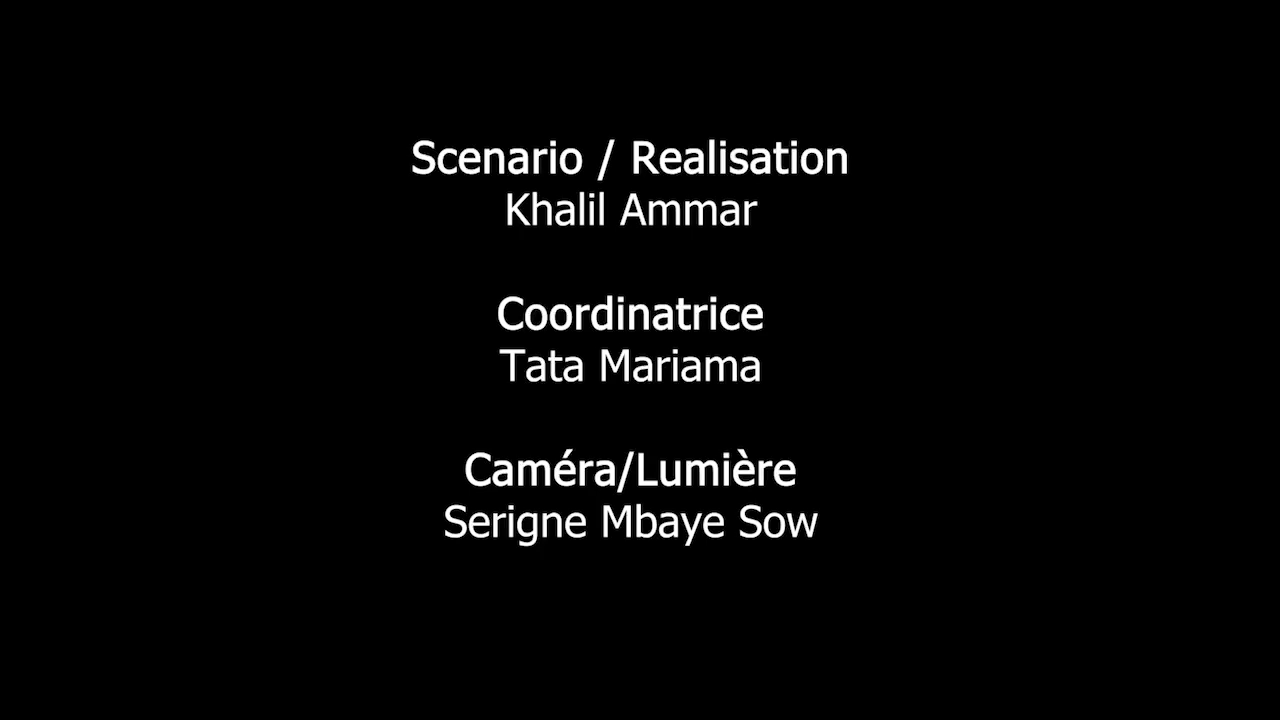 Scenario / Realisation
Khalil Ammar
Coordinatrice
Tata Mariama
Caméra/Lumière
Serigne Mbaye Sow